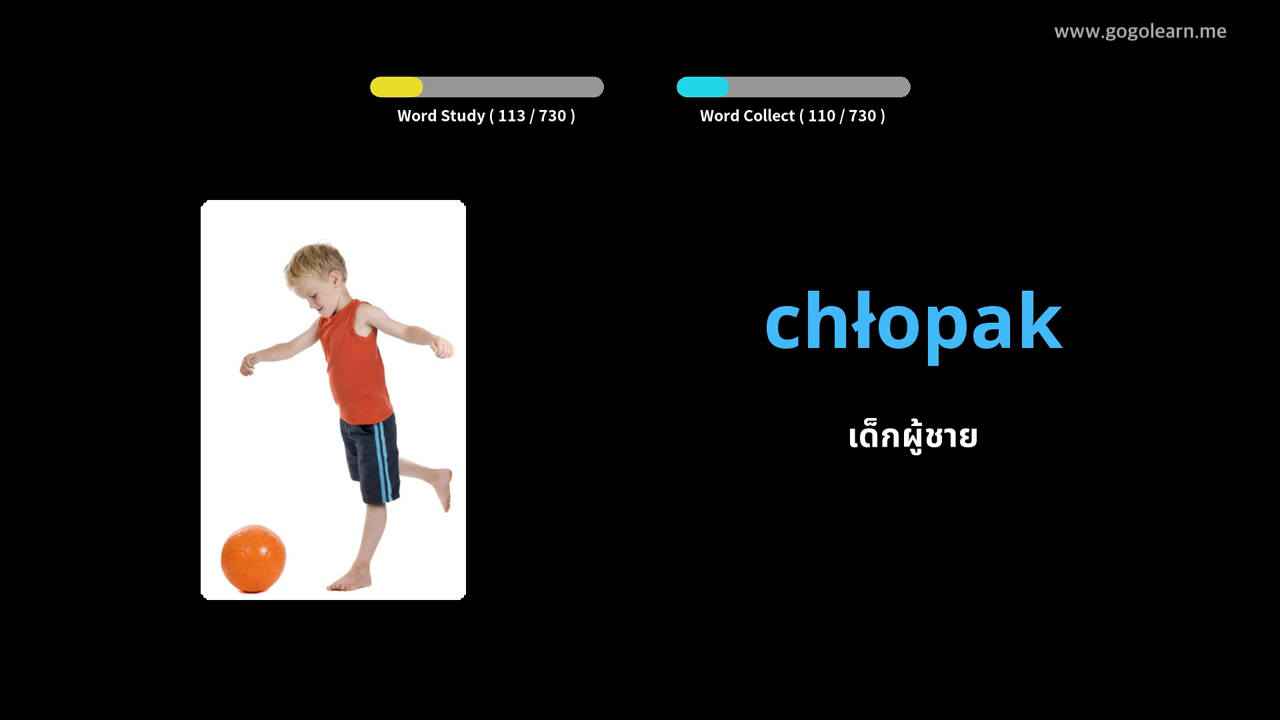 www.gogolearn.me
Word Study ( 113 / 730 )
Word Collect ( 110 / 730 )
chłopak
เด็กผู้ชาย